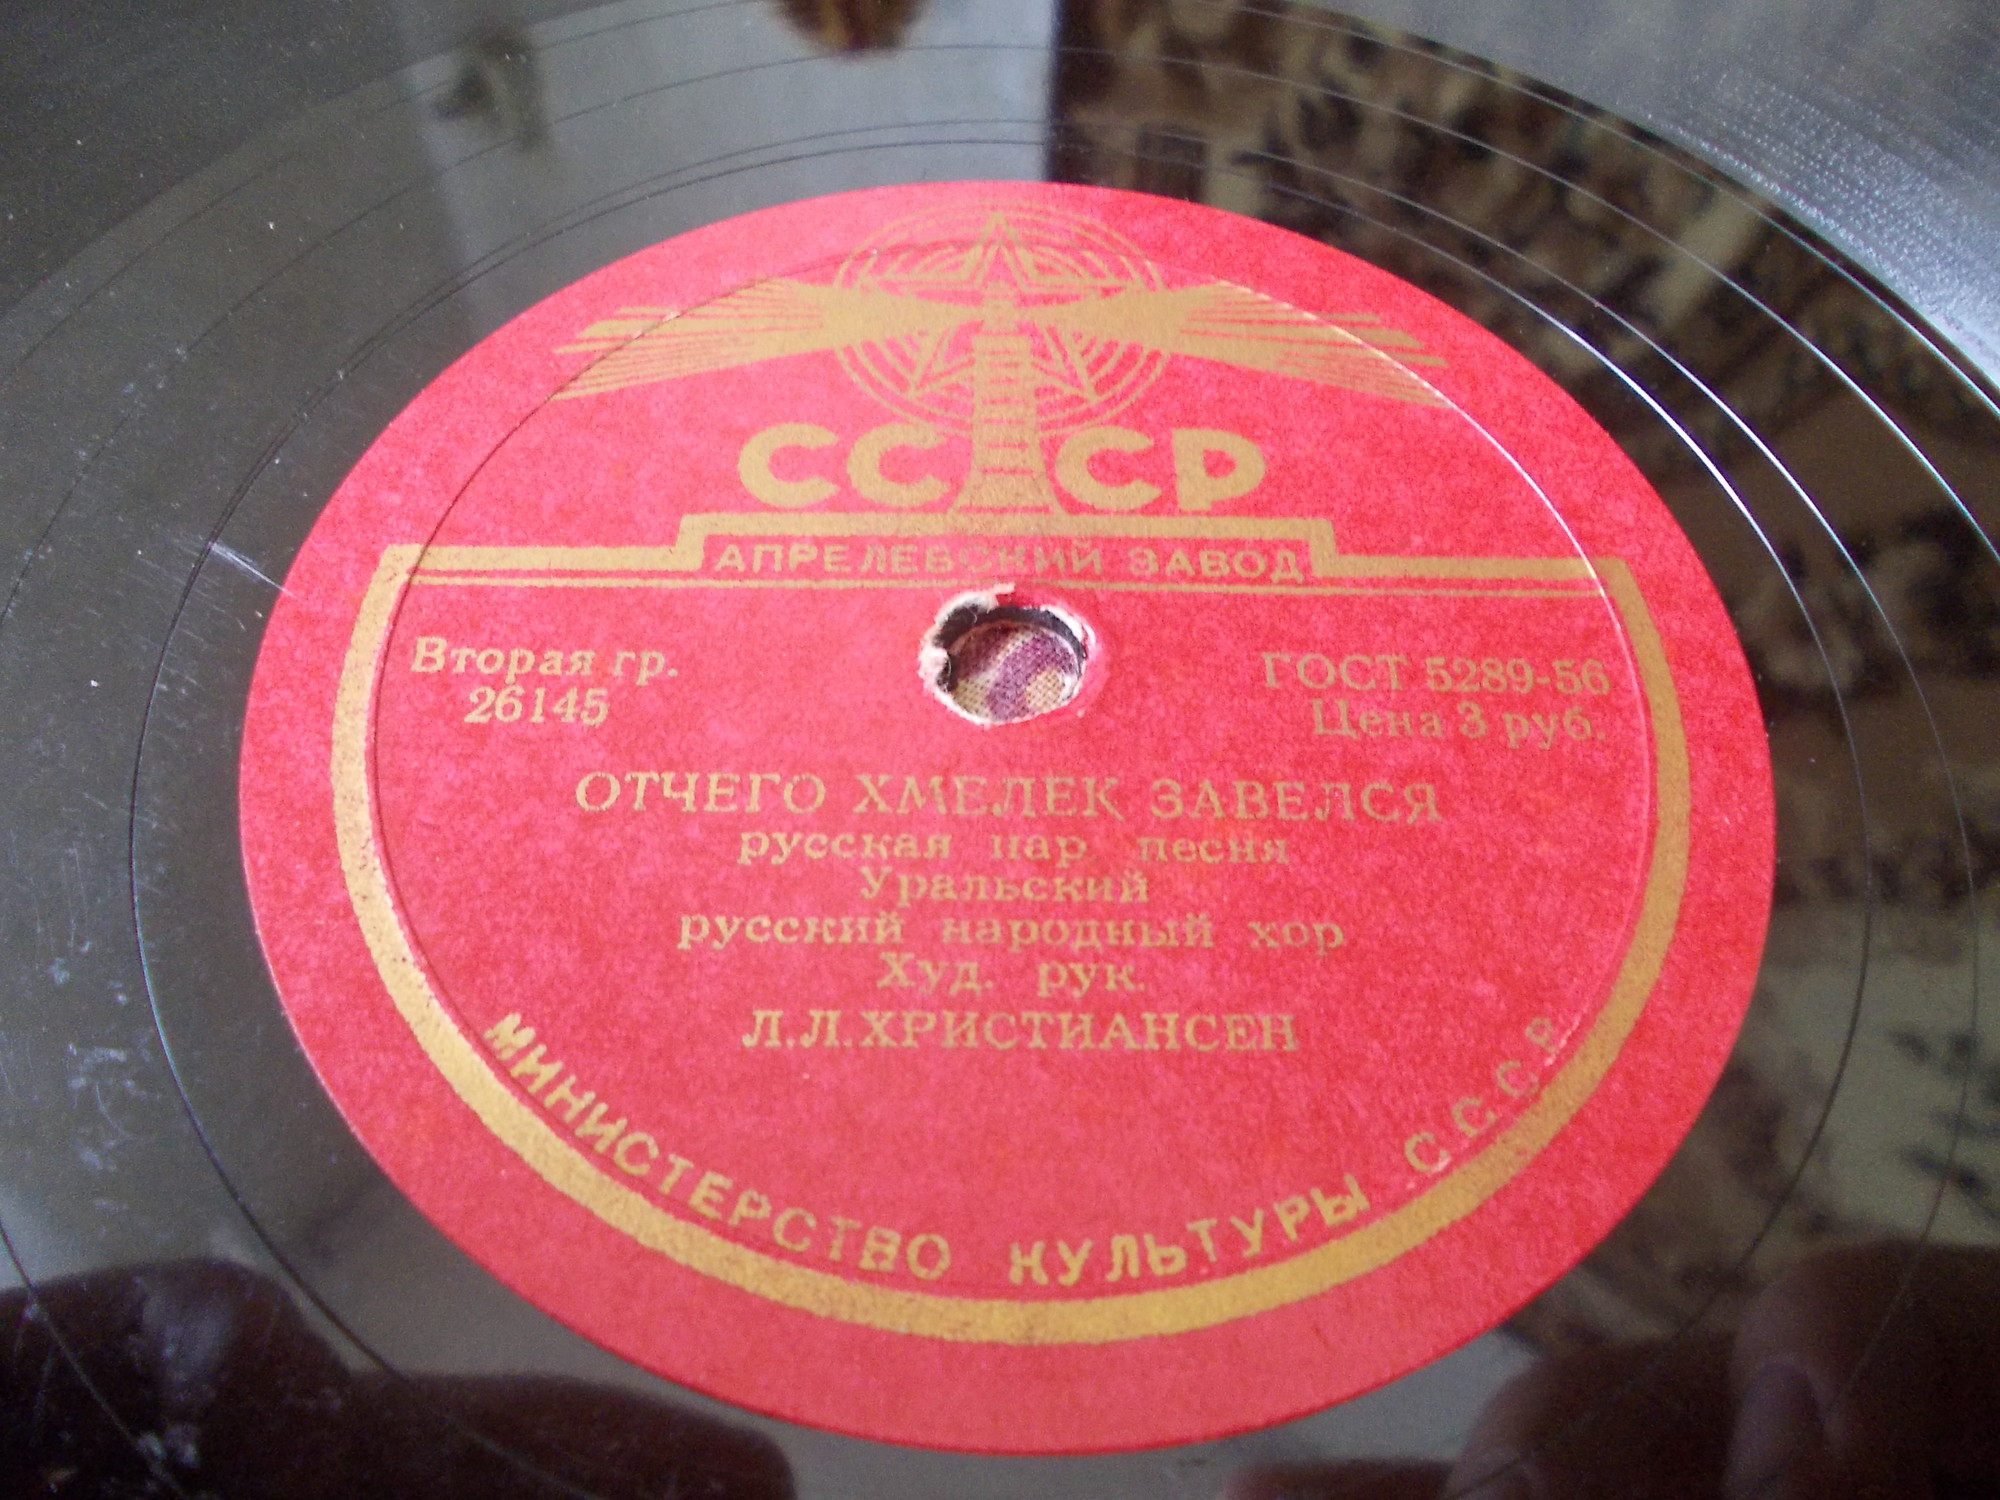 СССР
АПРЕЛЕВСКИЙ ЗАВОД
Вторая гр.
26145
ГОСТ 5289-56
Цена 3 руб.
ОТЧЕГО ХМЕЛЕК ЗАВЕЛСЯ
русская нар. песня
Уральский
русский народный хор
Худ. рук.
Л.Л.ХРИСТИАНСЕН
МИНИСТЕРСТВО КУЛЬТУРЫ СССР